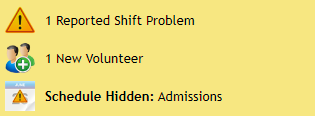 1 Reported Shift Problem
1 New Volunteer
Schedule Hidden: Admissions